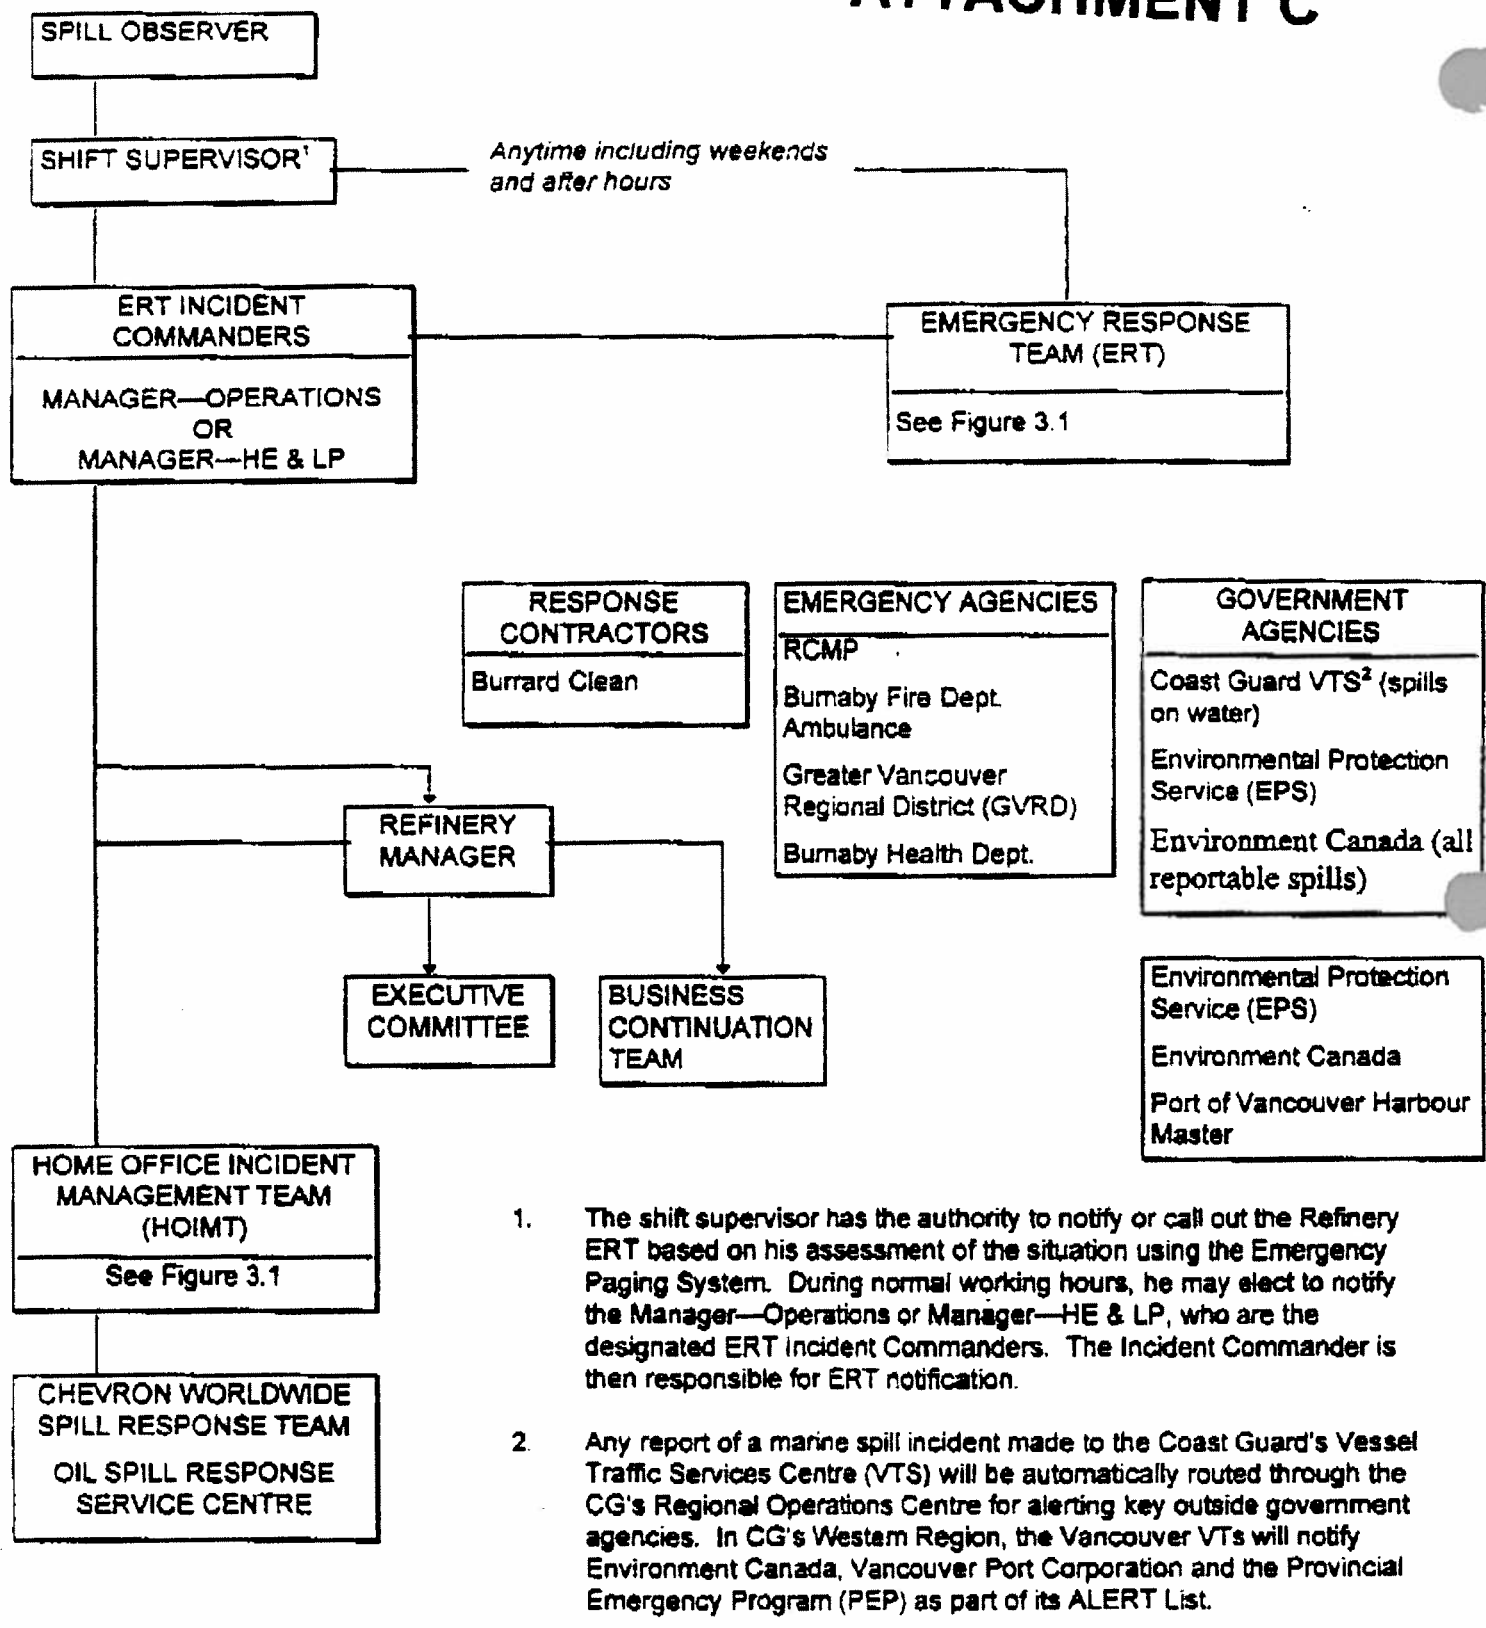 ATTACHMENT C
SPILL OBSERVER
SHIFT SUPERVISOR¹
Anytime including weekends
and after hours
ERT INCIDENT
COMMANDERS
MANAGER—OPERATIONS
OR
MANAGER—HE & LP
EMERGENCY RESPONSE
TEAM (ERT)
See Figure 3.1
RESPONSE
CONTRACTORS
Burrard Clean
EMERGENCY AGENCIES
RCMP
Burnaby Fire Dept.
Ambulance
Greater Vancouver
Regional District (GVRD)
Burnaby Health Dept.
GOVERNMENT
AGENCIES
Coast Guard VTS² (spills
on water)
Environmental Protection
Service (EPS)
Environment Canada (all
reportable spills)
REFINERY
MANAGER
EXECUTIVE
COMMITTEE
BUSINESS
CONTINUATION
TEAM
Environmental Protection
Service (EPS)
Environment Canada
Port of Vancouver Harbour
Master
HOME OFFICE INCIDENT
MANAGEMENT TEAM
(HOIMT)
See Figure 3.1
CHEVRON WORLDWIDE
SPILL RESPONSE TEAM
OIL SPILL RESPONSE
SERVICE CENTRE
1. The shift supervisor has the authority to notify or call out the Refinery
ERT based on his assessment of the situation using the Emergency
Paging System. During normal working hours, he may elect to notify
the Manager—Operations or Manager—HE & LP, who are the
designated ERT Incident Commanders. The Incident Commander is
then responsible for ERT notification.
2. Any report of a marine spill incident made to the Coast Guard's Vessel
Traffic Services Centre (VTS) will be automatically routed through the
CG's Regional Operations Centre for alerting key outside government
agencies. In CG's Western Region, the Vancouver VTs will notify
Environment Canada, Vancouver Port Corporation and the Provincial
Emergency Program (PEP) as part of its ALERT List.